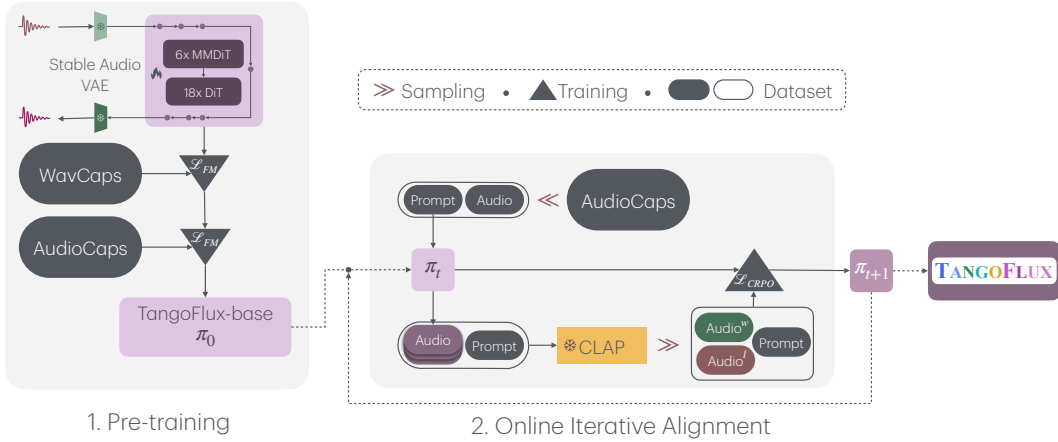 Stable Audio
VAE
6x MMDiT
18x DiT
ℒFM
WavCaps
ℒFM
AudioCaps
TangoFlux-base
π0
1. Pre-training
≫ Sampling • Training • Dataset
Prompt Audio
≪
AudioCaps
πt
ℒCRPO
πt+1
TANGOFLUX
Audio Prompt
CLAP
≫
Audioʷ
Prompt
Audioˡ
2. Online Iterative Alignment